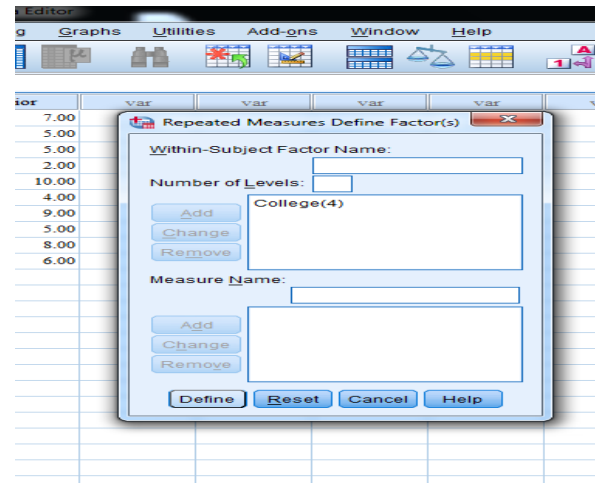 Editor
g Graphs Utilities Add-ons Window Help
A
1
ior var var var var
7.00
5.00
5.00
2.00
10.00
4.00
9.00
5.00
8.00
6.00
Repeated Measures Define Factor(s)
Within-Subject Factor Name:
Number of Levels:
College(4)
Add
Change
Remove
Measure Name:
Add
Change
Remove
Define Reset Cancel Help